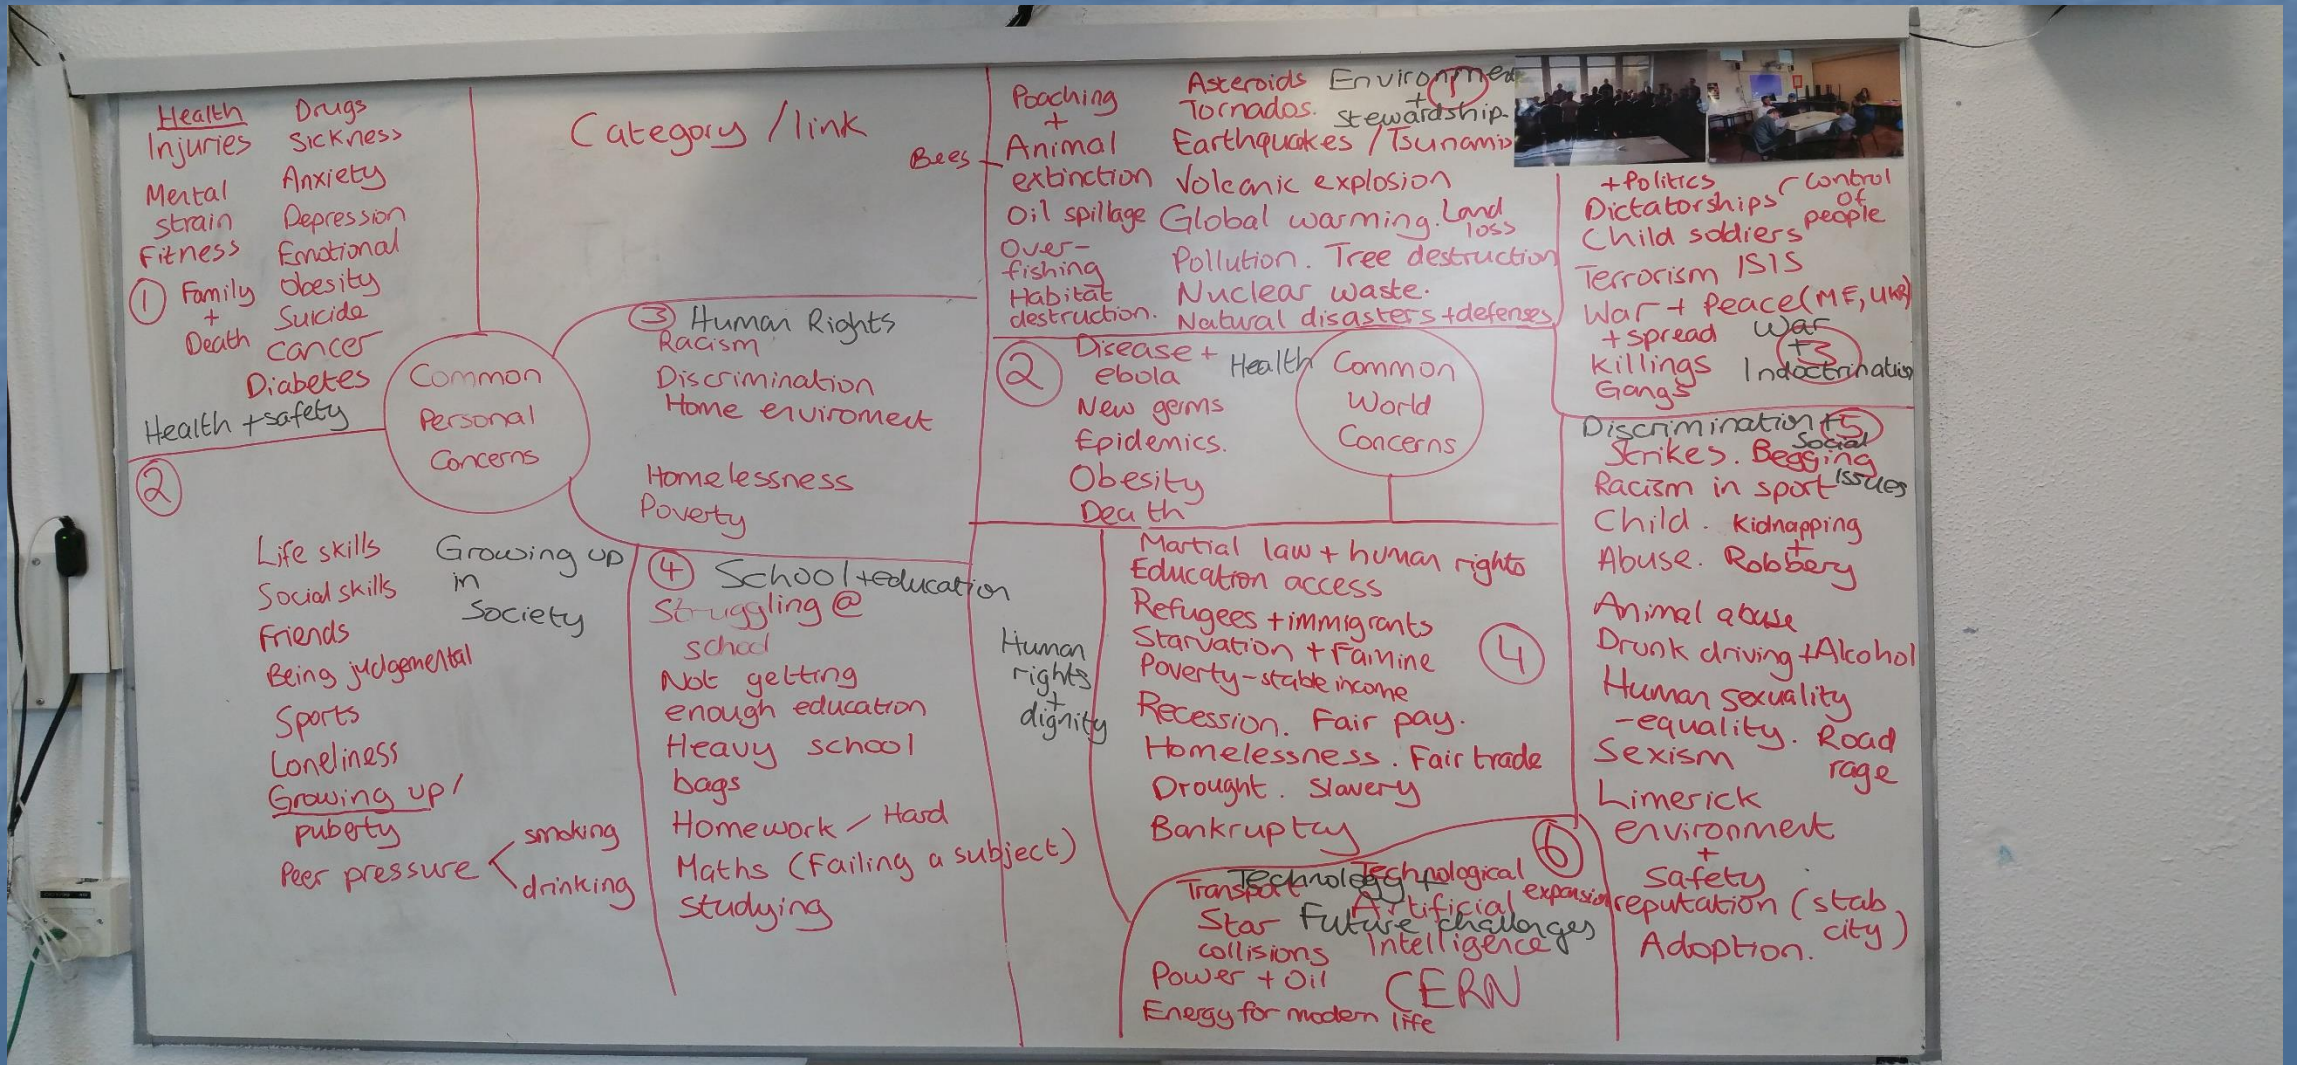 Health
Injuries
Mental
strain
Fitness
① Family
+
Death
Drugs
Sickness
Anxiety
Depression
Emotional
Obesity
Suicide
Cancer
Diabetes
Health + safety
Category / link
Common
Personal
Concerns
②
Life skills
Social skills
Friends
Being judgemental
Sports
Loneliness
Growing up /
puberty
Peer pressure
smoking
drinking
Growing up
in
Society
③ Human Rights
Racism
Discrimination
Home enviroment
Homelessness
Poverty
④ School + education
Struggling @
school
Not getting
enough education
Heavy school
bags
Homework / Hard
Maths (Failing a subject)
Studying
Bees
Poaching
+
Animal
extinction
Oil spillage
Over-
fishing
Habitat
destruction.
Asteroids
Tornados.
Earthquakes / Tsunamis
Volcanic explosion
Global warming. Land
loss
Pollution. Tree destruction
Nuclear waste.
Natural disasters + defenses
Environment
+ ①
Stewardship.
② Disease +
ebola
New germs
Epidemics.
Obesity
Death
Health
Common
World
Concerns
+ Politics
Dictatorships
control
of
people
Child soldiers
Terrorism ISIS
War + Peace (ME, UKR)
+ spread
Killings
Gangs
War
+ ③
Indoctrination
Human
rights
+
dignity
Martial law + human rights
Education access
Refugees + immigrants
Starvation + Famine ④
Poverty - stable income
Recession. Fair pay.
Homelessness. Fair trade
Drought. Slavery
Bankruptcy
Discrimination + ⑤
Social
Issues
Strikes. Begging
Racism in sport
Child. Kidnapping
+
Abuse. Robbery
Animal abuse
Drunk driving + Alcohol
Human sexuality
- equality. Road
rage
Sexism
Limerick
environment
+
safety
reputation (stab
city)
Adoption.
⑥
Technology +
Future challenges
Transport
Technological
expansion
Star
collisions
Artificial
Intelligence
Power + Oil
CERN
Energy for modern life